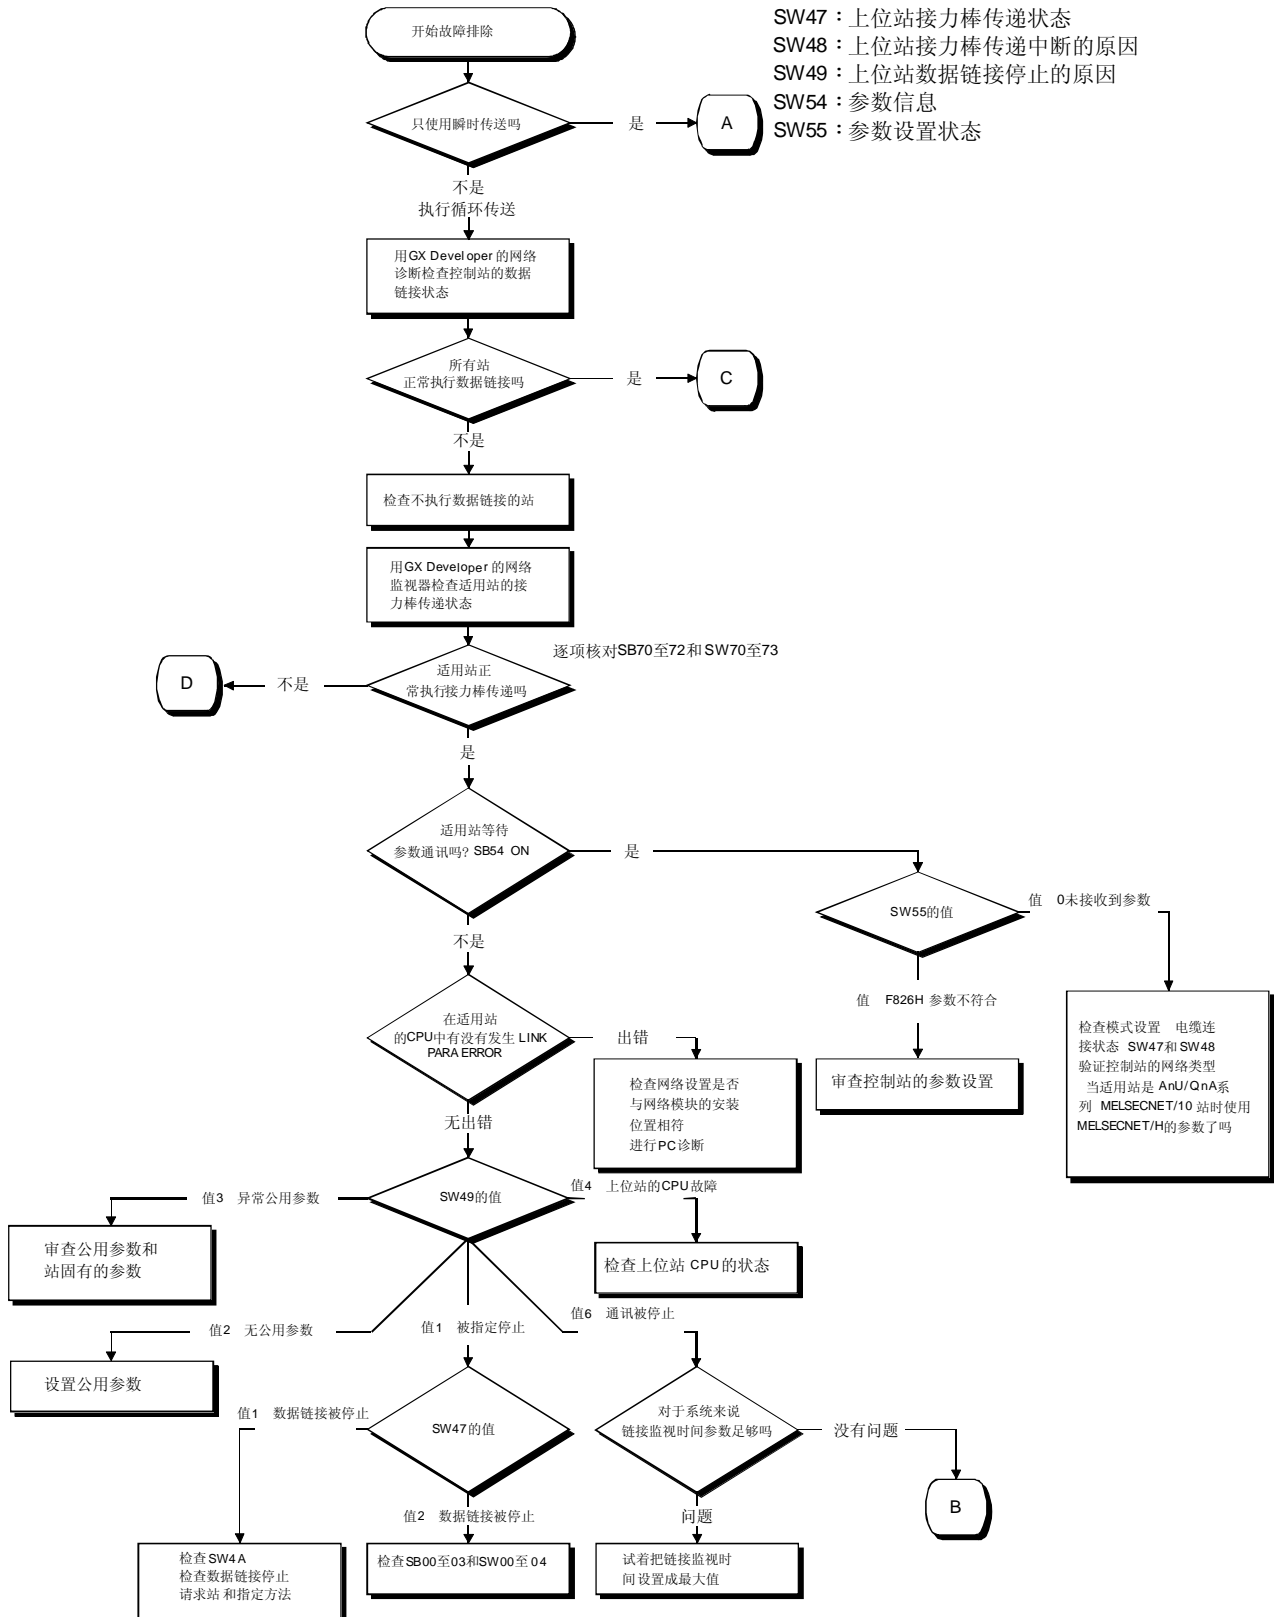 开始故障排除
SW47：上位站接力棒传递状态
SW48：上位站接力棒传递中断的原因
SW49：上位站数据链接停止的原因
SW54：参数信息
SW55：参数设置状态
只使用瞬时传送吗
是
A
不是
执行循环传送
用GX Developer 的网络
诊断检查控制站的数据
链接状态
所有站
正常执行数据链接吗
是
C
不是
检查不执行数据链接的站
用GX Developer 的网络
监视器检查适用站的接
力棒传递状态
逐项核对SB70至72和SW70至73
适用站正
常执行接力棒传递吗
不是
D
是
适用站等待
参数通讯吗? SB54 ON
是
SW55的值
值 0未接收到参数
不是
值 F826H 参数不符合
检查模式设置 电缆连
接状态 SW47和SW48
验证控制站的网络类型
当适用站是 AnU/QnA系
列 MELSECNET/10 站时使用
MELSECNET/H的参数了吗
审查控制站的参数设置
在适用站
的CPU中有没有发生 LINK
PARA ERROR
出错
检查网络设置是否
与网络模块的安装
位置相符
进行PC诊断
无出错
SW49的值
值3 异常公用参数
值4 上位站的CPU故障
审查公用参数和
站固有的参数
检查上位站 CPU的状态
值2 无公用参数
值1 被指定停止
值6 通讯被停止
设置公用参数
值1 数据链接被停止
SW47的值
对于系统来说
链接监视时间参数足够吗
没有问题
B
值2 数据链接被停止
问题
检查SW4A
检查数据链接停止
请求站 和指定方法
检查SB00至03和SW00至 04
试着把链接监视时
间设置成最大值